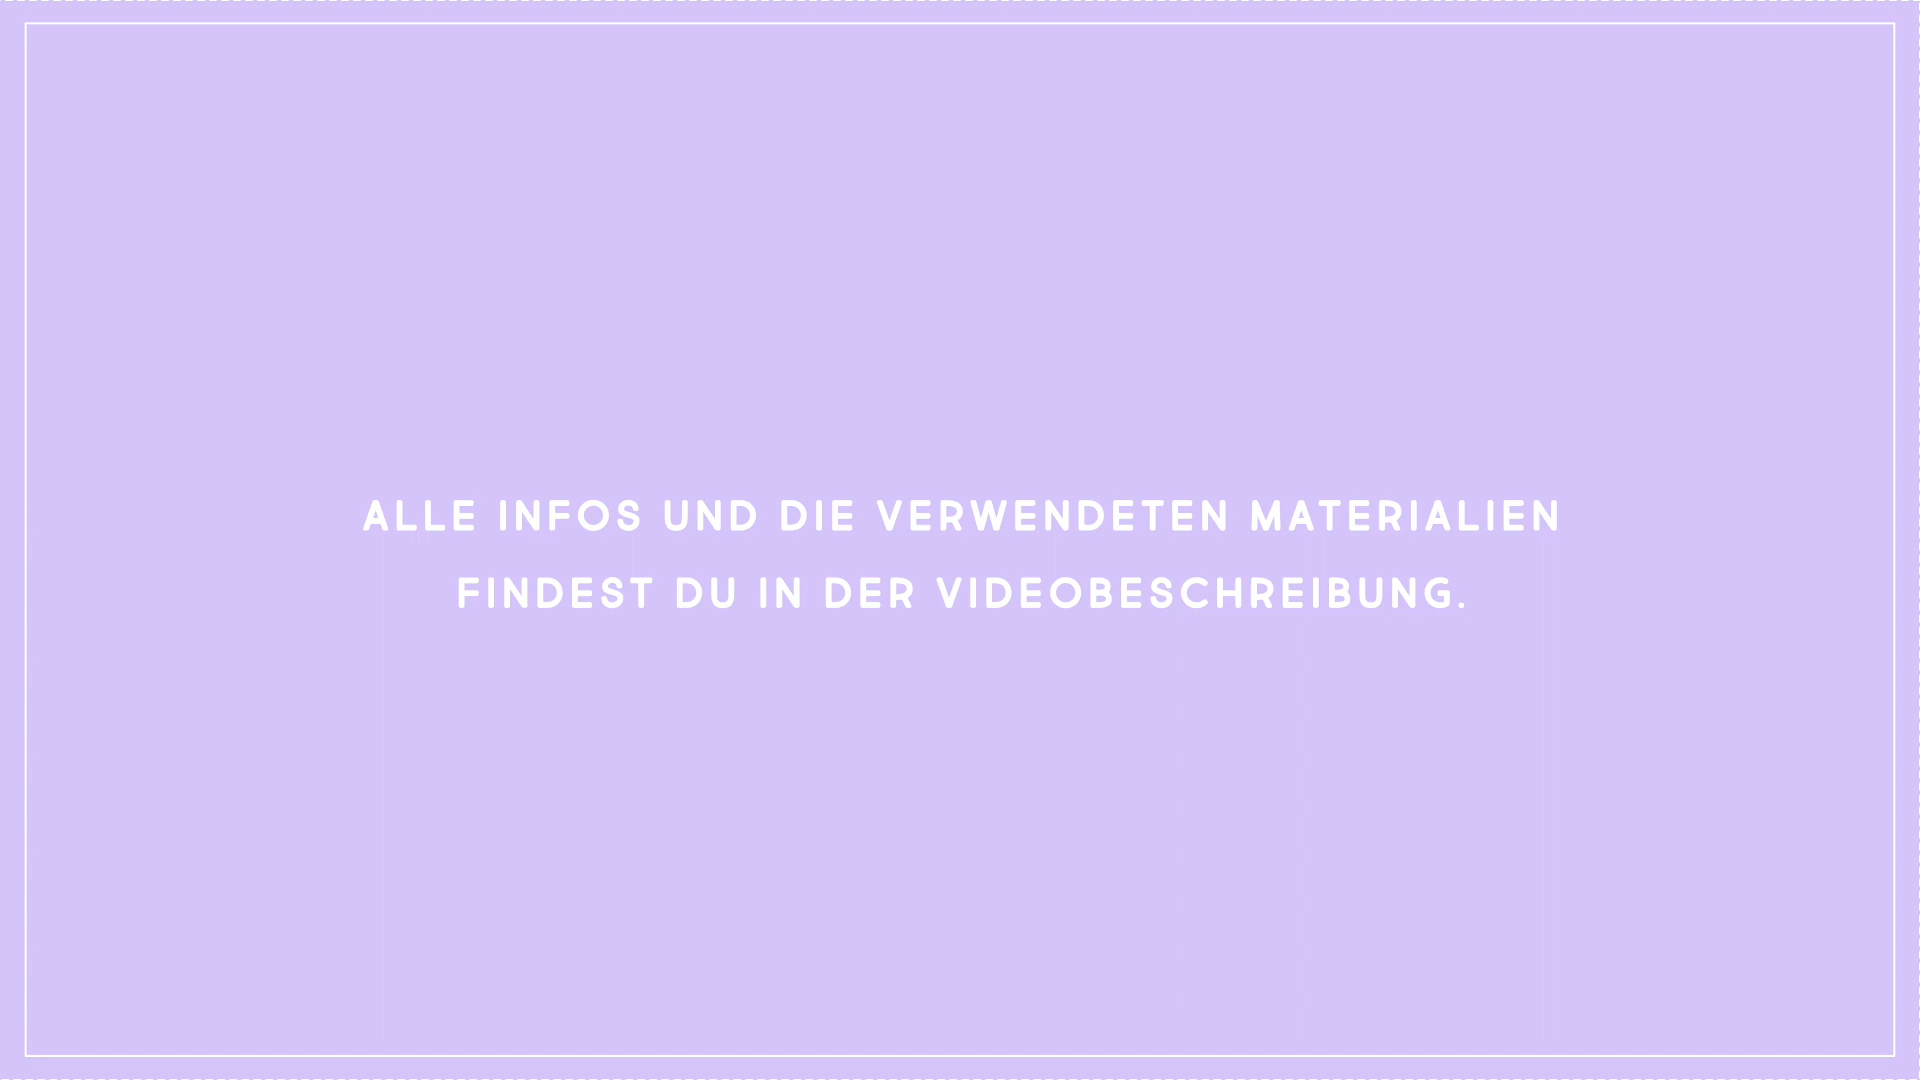 ALLE INFOS UND DIE VERWENDETEN MATERIALIEN
FINDEST DU IN DER VIDEOBESCHREIBUNG.